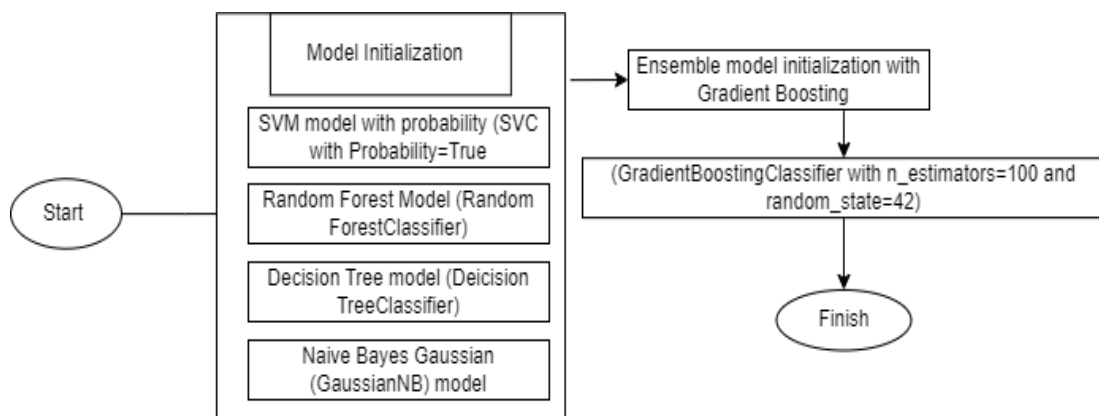 Start
Model Initialization
SVM model with probability (SVC
with Probability=True
Random Forest Model (Random
ForestClassifier)
Decision Tree model (Deicision
TreeClassifier)
Naive Bayes Gaussian
(GaussianNB) model
Ensemble model initialization with
Gradient Boosting
(GradientBoostingClassifier with n_estimators=100 and
random_state=42)
Finish